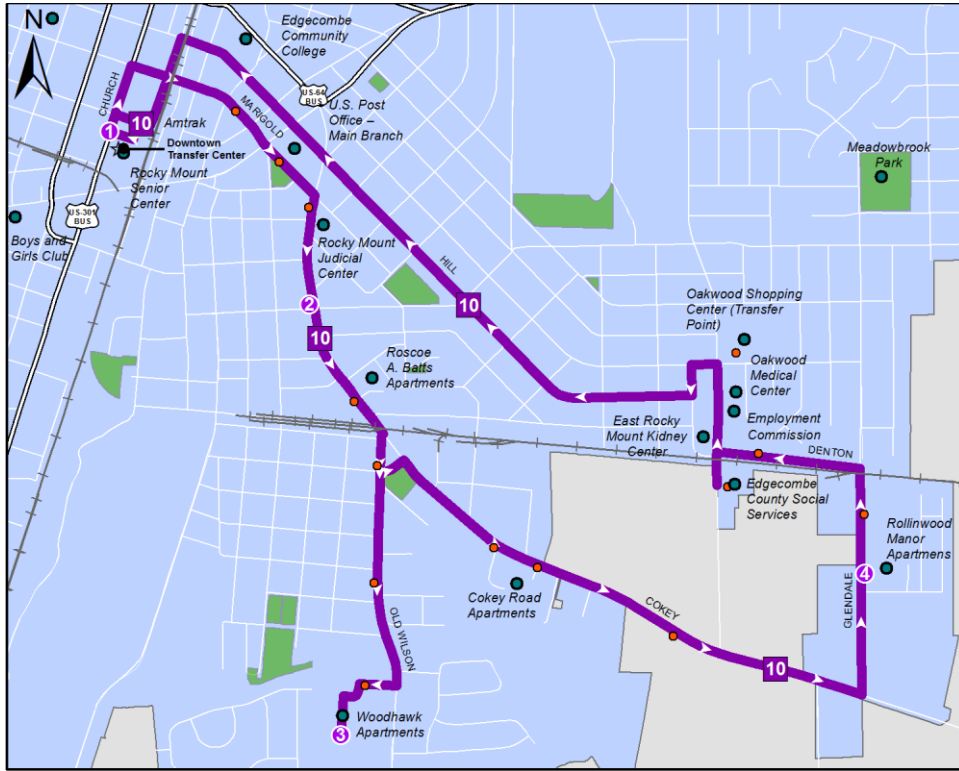 N
Edgecombe
Community
College
US-64
BUS
CHURCH
MARIGOLD
U.S. Post
Office –
Main Branch
10
Amtrak
1
Downtown
Transfer Center
Rocky Mount
Senior
Center
Meadowbrook
Park
US-301
BUS
Boys and
Girls Club
Rocky Mount
Judicial
Center
HILL
10
2
10
Oakwood Shopping
Center (Transfer
Point)
Roscoe
A. Batts
Apartments
Oakwood
Medical
Center
East Rocky
Mount Kidney
Center
Employment
Commission
DENTON
Edgecombe
County Social
Services
Rollinwood
Manor
Apartmens
4
GLENDALE
Cokey Road
Apartments
COKEY
OLD WILSON
10
Woodhawk
Apartments
3